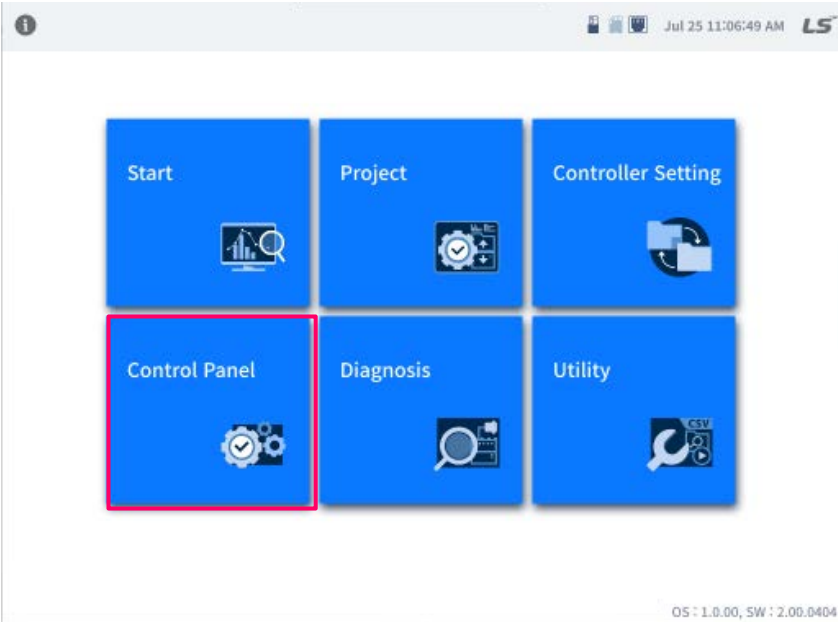 Jul 25 11:06:49 AM LS
Start
Project
Controller Setting
Control Panel
Diagnosis
Utility
CSV
OS : 1.0.00, SW : 2.00.0404